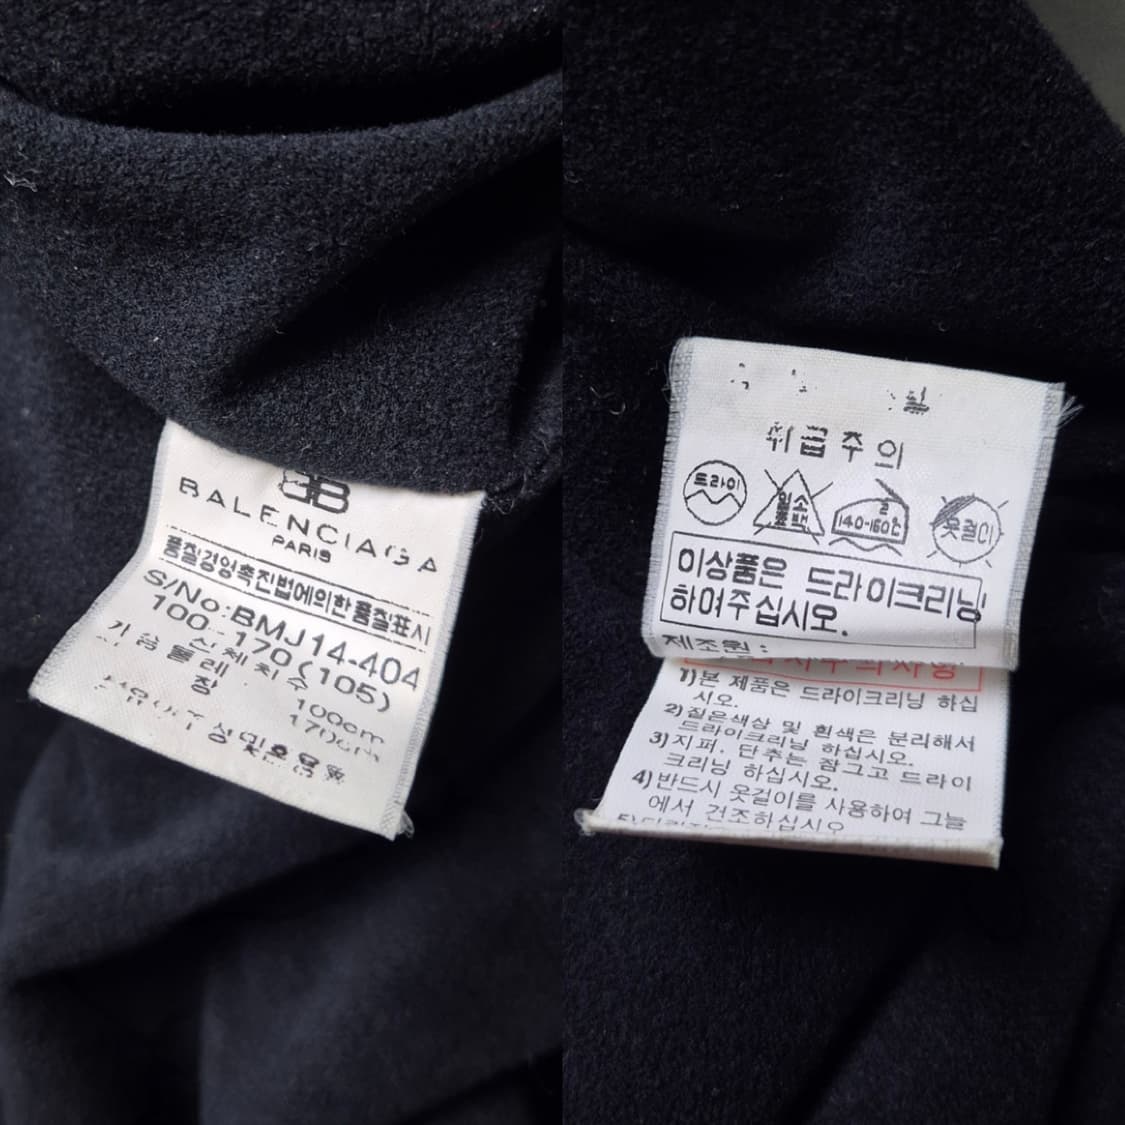 BB
BALENCIAGA
PARIS
품질경영촉진법에의한품질표시
S/No:BMJ14-404
100-170(105)
신체치수
가슴둘레 100cm
장 170cm
취급주의
드라이
염소표백
140-160℃
옷걸이
이상품은 드라이크리닝
하여주십시오.
제조원:
1)본 제품은 드라이크리닝 하십
시오.
2)짙은색상 및 흰색은 분리해서
드라이크리닝 하십시오.
3)지퍼. 단추는 잠그고 드라이
크리닝 하십시오.
4)반드시 옷걸이를 사용하여 그늘
에서 건조하십시오
5)